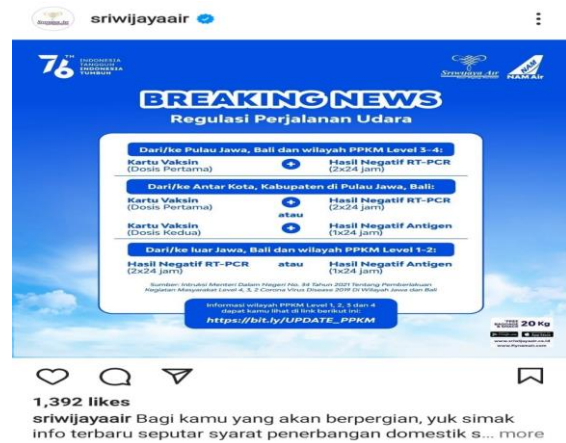 sriwijayaair
76TH INDONESIA
TANGGUH
INDONESIA
TUMBUH
Sriwijaya Air
NAM Air
BREAKING NEWS
Regulasi Perjalanan Udara
Dari/ke Pulau Jawa, Bali dan wilayah PPKM Level 3-4:
Kartu Vaksin + Hasil Negatif RT-PCR
(Dosis Pertama) (2x24 jam)
Dari/ke Antar Kota, Kabupaten di Pulau Jawa, Bali:
Kartu Vaksin + Hasil Negatif RT-PCR
(Dosis Pertama) (2x24 jam)
atau
Kartu Vaksin + Hasil Negatif Antigen
(Dosis Kedua) (1x24 jam)
Dari/ke luar Jawa, Bali dan wilayah PPKM Level 1-2:
Hasil Negatif RT-PCR atau Hasil Negatif Antigen
(2x24 jam) (1x24 jam)
Sumber: Instruksi Menteri Dalam Negeri No. 34 Tahun 2021 Tentang Pemberlakuan
Kegiatan Masyarakat Level 4, 3, 2 Corona Virus Disease 2019 Di Wilayah Jawa dan Bali
Informasi wilayah PPKM Level 1, 2, 3 dan 4
dapat kamu lihat di link berikut ini:
https://bit.ly/UPDATE_PPKM
20 Kg
www.sriwijayaair.co.id
www.flynamair.com
1,392 likes
sriwijayaair Bagi kamu yang akan berpergian, yuk simak
info terbaru seputar syarat penerbangan domestik s... more